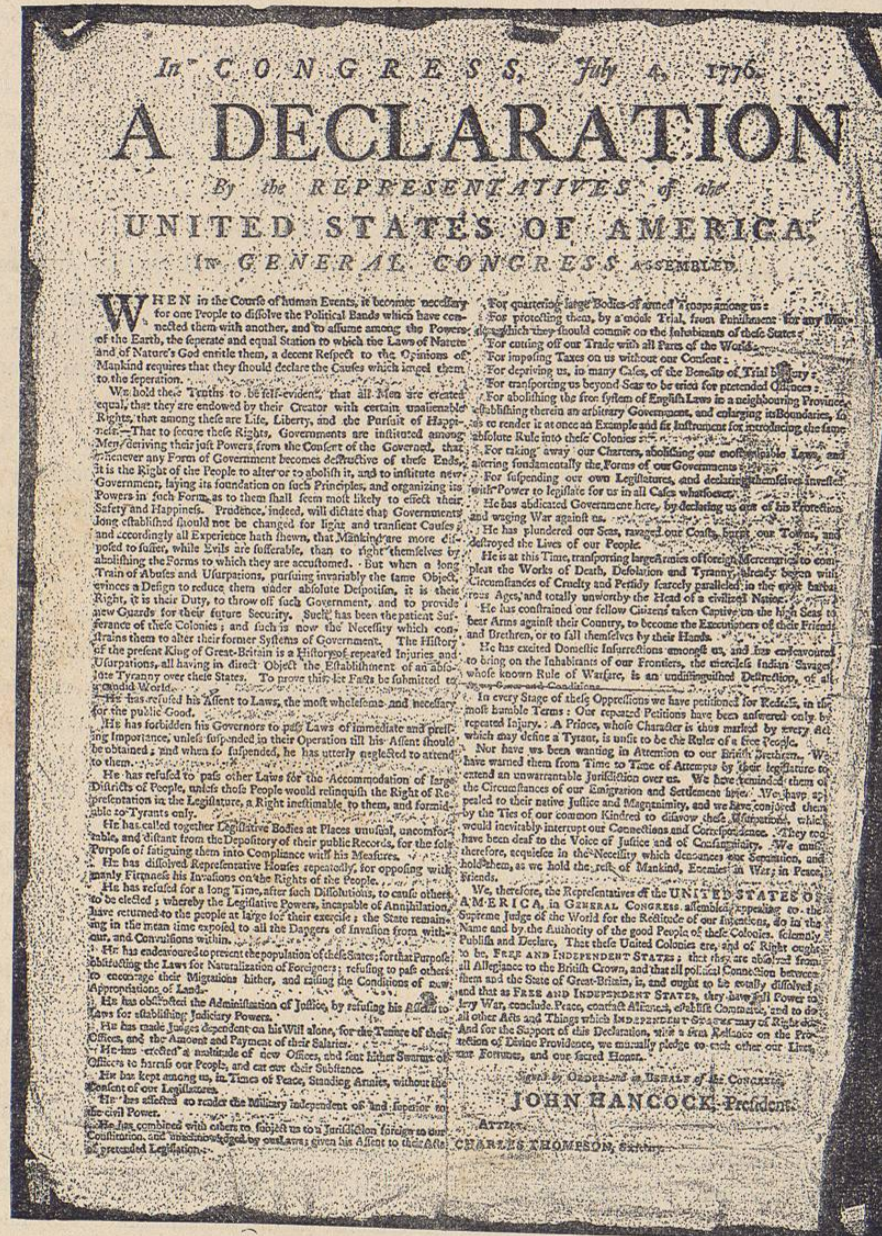 In CONGRESS, July 4, 1776.
A DECLARATION
By the REPRESENTATIVES of the
UNITED STATES OF AMERICA,
In GENERAL CONGRESS ASSEMBLED.
WHEN in the Course of human Events, it becomes necessary
for one People to dissolve the Political Bands which have con-
nected them with another, and to assume among the Powers
of the Earth, the seperate and equal Station to which the Laws of Nature
and of Nature's God entitle them, a decent Respect to the Opinions of
Mankind requires that they should declare the Causes which impel them
to the seperation.
We hold these Truths to be self-evident, that all Men are created
equal, that they are endowed by their Creator with certain unalienable
Rights, that among these are Life, Liberty, and the Pursuit of Happi-
ness.—That to secure these Rights, Governments are instituted among
Men, deriving their just Powers from the Consent of the Governed, that
whenever any Form of Government becomes destructive of these Ends,
it is the Right of the People to alter or to abolish it, and to institute new
Government, laying its foundation on such Principles, and organizing its
Powers in such Form, as to them shall seem most likely to effect their
Safety and Happiness. Prudence, indeed, will dictate that Governments
long established should not be changed for light and transient Causes;
and accordingly all Experience hath shewn, that Mankind are more dis-
posed to suffer, while Evils are sufferable, than to right themselves by
abolishing the Forms to which they are accustomed. But when a long
Train of Abuses and Usurpations, pursuing invariably the same Object,
evinces a Design to reduce them under absolute Despotism, it is their
Right, it is their Duty, to throw off such Government, and to provide
new Guards for their future Security. Such has been the patient Suf-
ferance of these Colonies; and such is now the Necessity which con-
strains them to alter their former Systems of Government. The History
of the present King of Great-Britain is a History of repeated Injuries and
Usurpations, all having in direct Object the Establishment of an abso-
lute Tyranny over these States. To prove this, let Facts be submitted to
a candid World.
He has refused his Assent to Laws, the most wholesome and necessary
for the public Good.
He has forbidden his Governors to pass Laws of immediate and press-
ing Importance, unless suspended in their Operation till his Assent should
be obtained; and when so suspended, he has utterly neglected to attend
to them.
He has refused to pass other Laws for the Accommodation of large
Districts of People, unless those People would relinquish the Right of Re-
presentation in the Legislature, a Right inestimable to them, and formid-
able to Tyrants only.
He has called together Legislative Bodies at Places unusual, uncomfor-
table, and distant from the Depository of their public Records, for the sole
Purpose of fatiguing them into Compliance with his Measures.
He has dissolved Representative Houses repeatedly, for opposing with
manly Firmness his Invasions on the Rights of the People.
He has refused for a long Time, after such Dissolutions, to cause others
to be elected; whereby the Legislative Powers, incapable of Annihilation,
have returned to the people at large for their exercise; the State remain-
ing in the mean time exposed to all the Dangers of Invasion from with-
out, and Convulsions within.
He has endeavoured to prevent the population of these States; for that Purpose
obstructing the Laws for Naturalization of Foreigners; refusing to pass others
to encourage their Migrations hither, and raising the Conditions of new
Appropriations of Land.
He has obstructed the Administration of Justice, by refusing his Assent to
Laws for establishing Judiciary Powers.
He has made Judges dependent on his Will alone, for the Tenure of their
Offices, and the Amount and Payment of their Salaries.
He has erected a multitude of new Offices, and sent hither Swarms of
Officers to harrass our People, and eat our their Substance.
He has kept among us, in Times of Peace, Standing Armies, without the
Consent of our Legislatures.
He has affected to render the Military independent of and superior to
the civil Power.
He has combined with others to subject us to a Jurisdiction foreign to our
Constitution, and unacknowledged by our Laws; given his Assent to their Acts
of pretended Legislation:
For quartering large Bodies of armed Troops among us:
For protecting them, by a mock Trial, from Punishment for any Mur-
ders which they should commit on the Inhabitants of these States:
For cutting off our Trade with all Parts of the World:
For imposing Taxes on us without our Consent:
For depriving us, in many Cases, of the Benefits of Trial by Jury:
For transporting us beyond Seas to be tried for pretended Offences:
For abolishing the free system of English Laws in a neighbouring Province,
establishing therein an arbitrary Government, and enlarging its Boundaries, so
as to render it at once an Example and fit Instrument for introducing the same
absolute Rule into these Colonies:
For taking away our Charters, abolishing our most valuable Laws, and
altering fundamentally the Forms of our Governments:
For suspending our own Legislatures, and declaring themselves invested
with Power to legislate for us in all Cases whatsoever.
He has abdicated Government here, by declaring us out of his Protection
and waging War against us.
He has plundered our Seas, ravaged our Coasts, burnt our Towns, and
destroyed the Lives of our People.
He is at this Time, transporting large Armies of foreign Mercenaries to com-
pleat the Works of Death, Desolation and Tyranny, already begun with
Circumstances of Cruelty and Perfidy scarcely paralleled in the most barba-
rous Ages, and totally unworthy the Head of a civilized Nation.
He has constrained our fellow Citizens taken Captive on the high Seas to
bear Arms against their Country, to become the Executioners of their Friends
and Brethren, or to fall themselves by their Hands.
He has excited Domestic Insurrections amongst us, and has endeavoured
to bring on the Inhabitants of our Frontiers, the merciless Indian Savages
whose known Rule of Warfare, is an undistinguished Destruction, of all
In every Stage of these Oppressions we have petitioned for Redress, in the
most humble Terms: Our repeated Petitions have been answered only by
repeated Injury. A Prince, whose Character is thus marked by every Act
which may define a Tyrant, is unfit to be the Ruler of a free People.
Nor have we been wanting in Attention to our British Brethren. We
have warned them from Time to Time of Attempts by their legislature to
extend an unwarrantable Jurisdiction over us. We have reminded them of
the Circumstances of our Emigration and Settlement here. We have ap-
pealed to their native Justice and Magnanimity, and we have conjured them
by the Ties of our common Kindred to disavow these Usurpations, which
would inevitably interrupt our Connections and Correspondence. They too
have been deaf to the Voice of Justice and of Consanguinity. We must
therefore, acquiesce in the Necessity which denounces our Separation, and
hold them, as we hold the rest of Mankind, Enemies in War; in Peace,
Friends.
We, therefore, the Representatives of the UNITED STATES OF
AMERICA, in GENERAL CONGRESS assembled, appealing to the
Supreme Judge of the World for the Rectitude of our Intentions, do in the
Name and by the Authority of the good People of these Colonies, solemnly
Publish and Declare, That these United Colonies are, and of Right ought
to be, FREE AND INDEPENDENT STATES; that they are absolved from
all Allegiance to the British Crown, and that all political Connection between
them and the State of Great-Britain, is, and ought to be totally dissolved;
and that as FREE AND INDEPENDENT STATES, they have full Power to
levy War, conclude Peace, contract Alliances, establish Commerce, and to do
all other Acts and Things which INDEPENDENT STATES may of Right do.
And for the Support of this Declaration, with a firm Reliance on the Pro-
tection of Divine Providence, we mutually pledge to each other our Lives,
our Fortunes, and our sacred Honor.
Signed by ORDER and in BEHALF of the CONGRESS,
JOHN HANCOCK, President.
ATTEST.
CHARLES THOMPSON, Secretary.